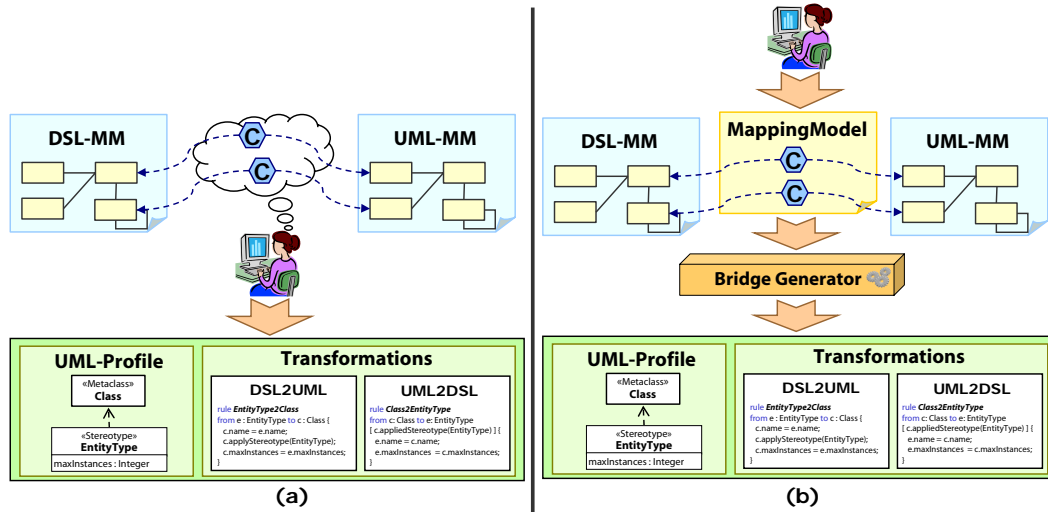 DSL-MM
C
C
UML-MM
UML-Profile
«Metaclass»
Class
«Stereotype»
EntityType
maxInstances : Integer
Transformations
DSL2UML
rule EntityType2Class
from e : EntityType to c : Class {
c.name = e.name;
c.applyStereotype(EntityType);
c.maxInstances = e.maxInstances;
}
UML2DSL
rule Class2EntityType
from c: Class to e: EntityType
[ c.appliedStereotype(EntityType) ] {
e.name = c.name;
e.maxInstances = c.maxInstances;
}
(a)
DSL-MM
MappingModel
C
C
UML-MM
Bridge Generator
UML-Profile
«Metaclass»
Class
«Stereotype»
EntityType
maxInstances : Integer
Transformations
DSL2UML
rule EntityType2Class
from e : EntityType to c : Class {
c.name = e.name;
c.applyStereotype(EntityType);
c.maxInstances = e.maxInstances;
}
UML2DSL
rule Class2EntityType
from c: Class to e: EntityType
[ c.appliedStereotype(EntityType) ] {
e.name = c.name;
e.maxInstances = c.maxInstances;
}
(b)